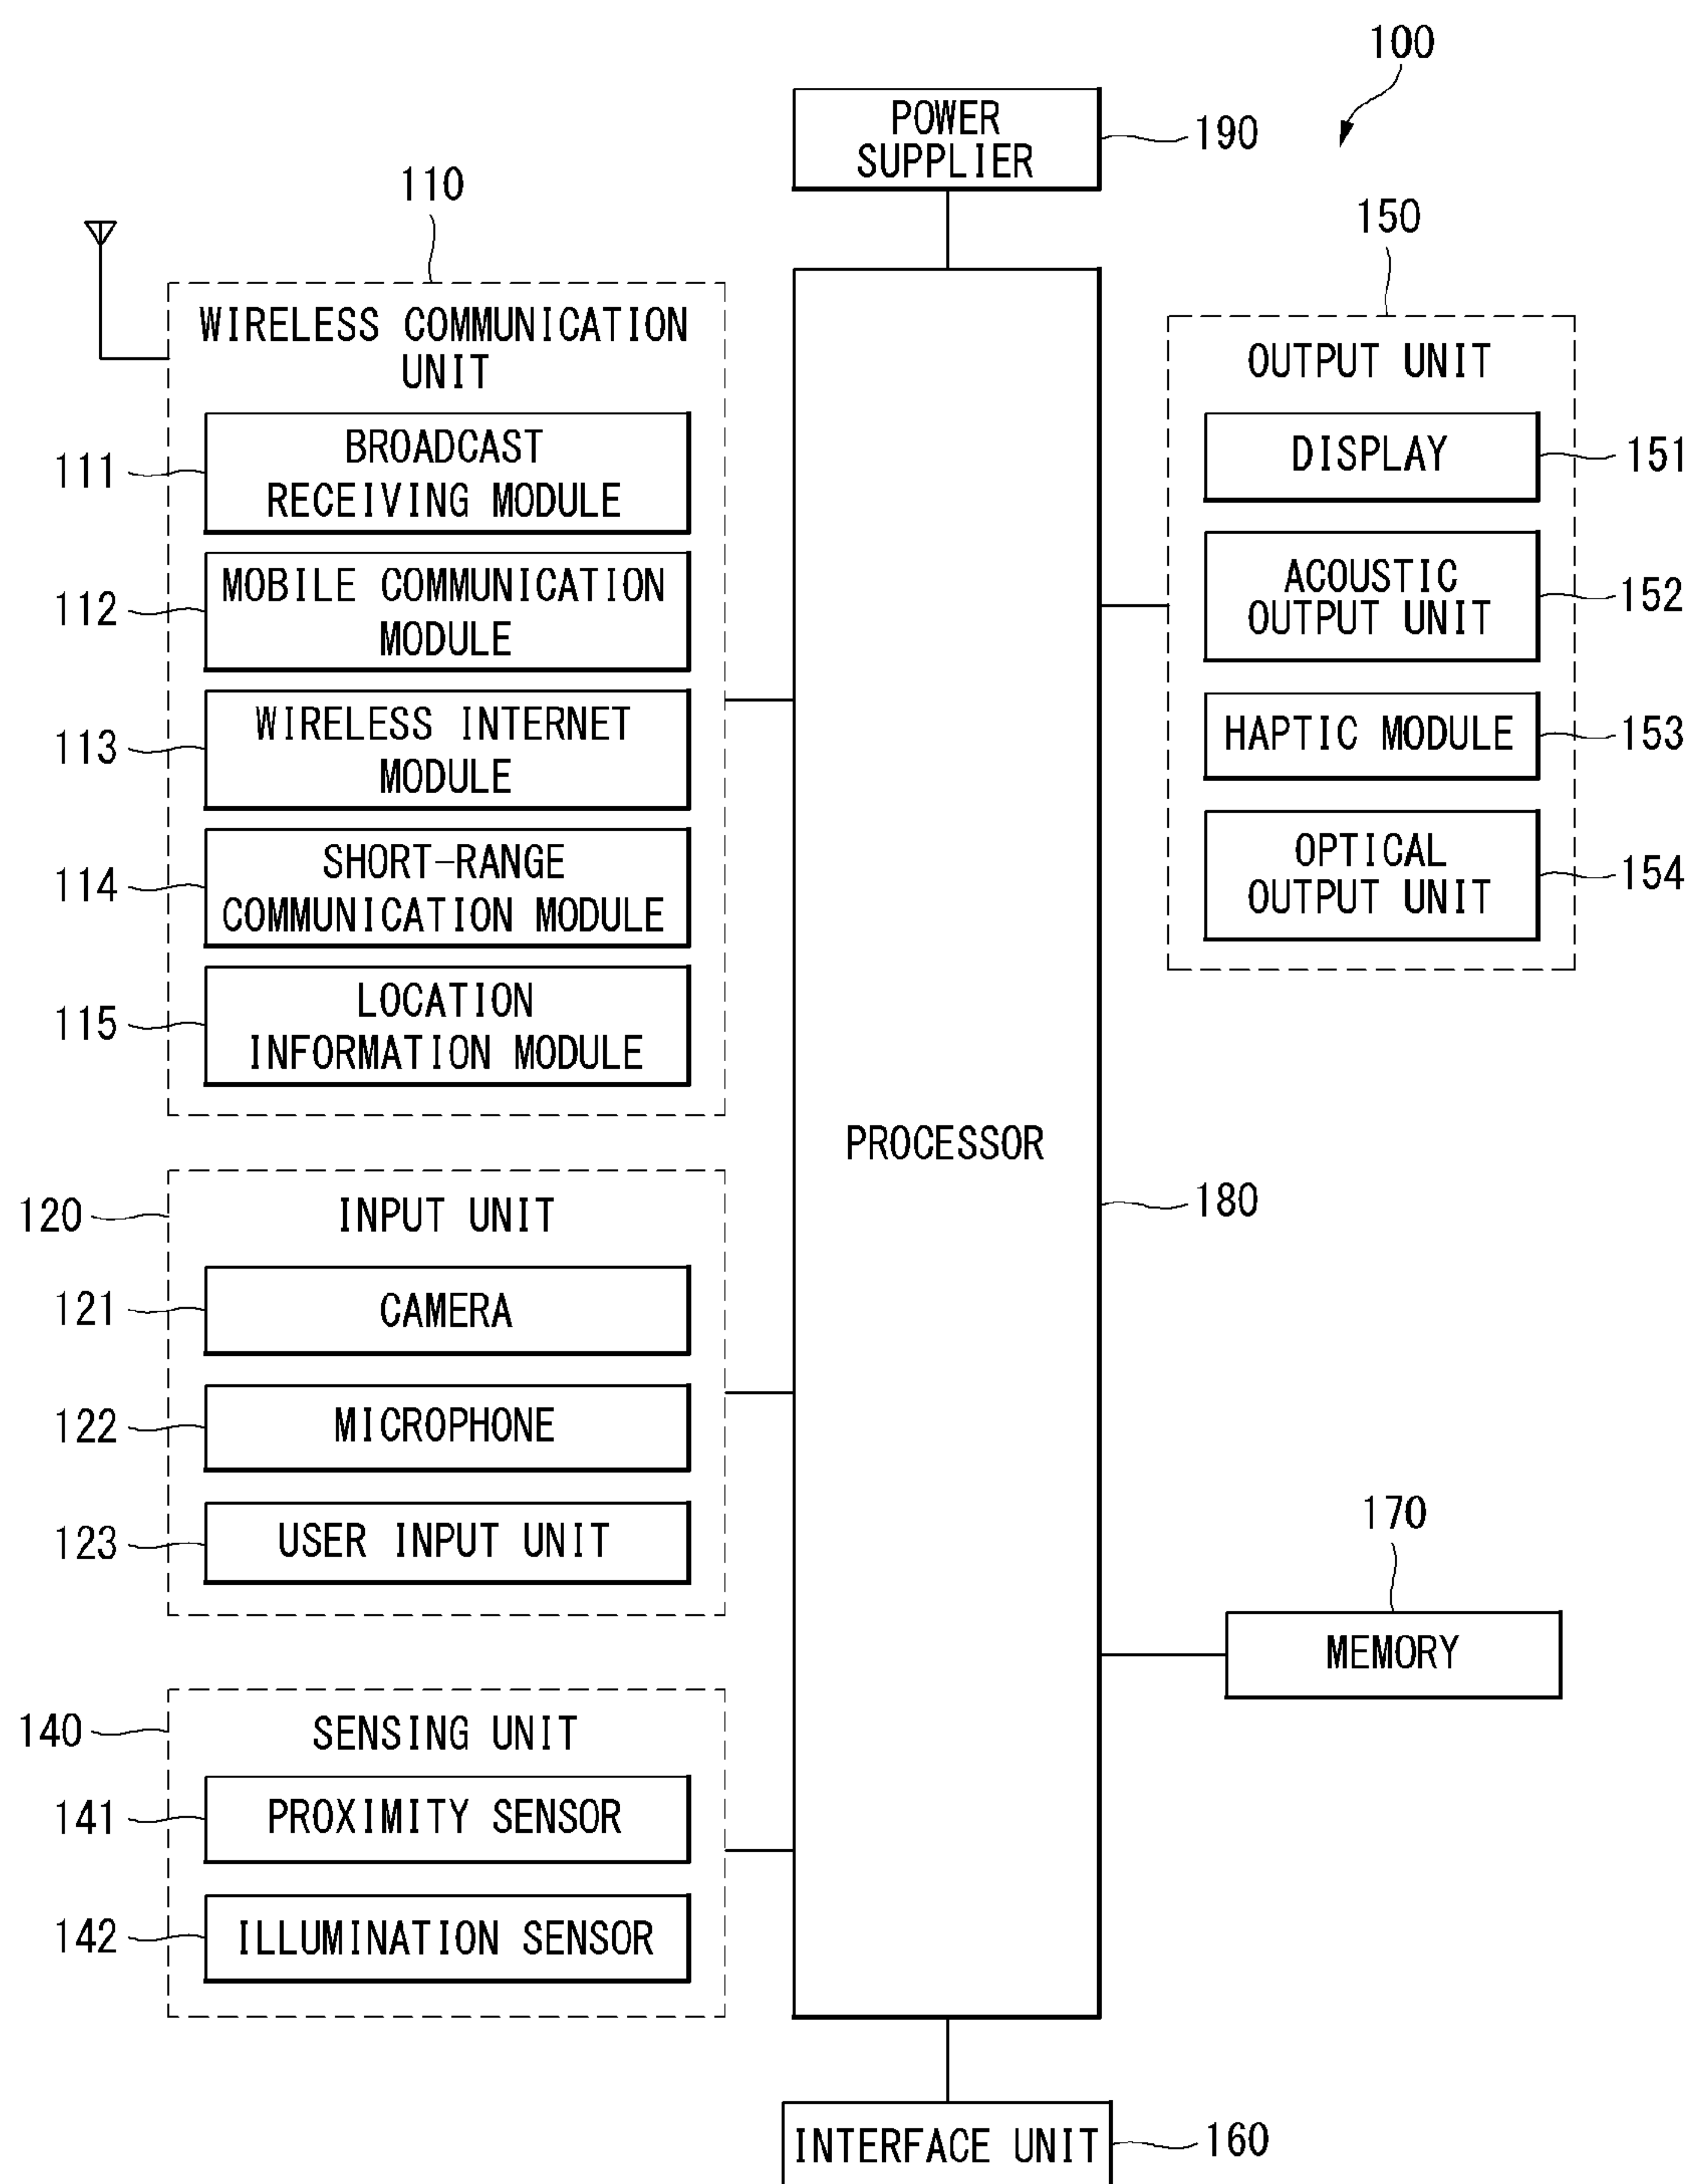 100
POWER
SUPPLIER
190
110
WIRELESS COMMUNICATION
UNIT
111
BROADCAST
RECEIVING MODULE
112
MOBILE COMMUNICATION
MODULE
113
WIRELESS INTERNET
MODULE
114
SHORT-RANGE
COMMUNICATION MODULE
115
LOCATION
INFORMATION MODULE
120
INPUT UNIT
121
CAMERA
122
MICROPHONE
123
USER INPUT UNIT
140
SENSING UNIT
141
PROXIMITY SENSOR
142
ILLUMINATION SENSOR
PROCESSOR
180
150
OUTPUT UNIT
DISPLAY
151
ACOUSTIC
OUTPUT UNIT
152
HAPTIC MODULE
153
OPTICAL
OUTPUT UNIT
154
170
MEMORY
INTERFACE UNIT
160